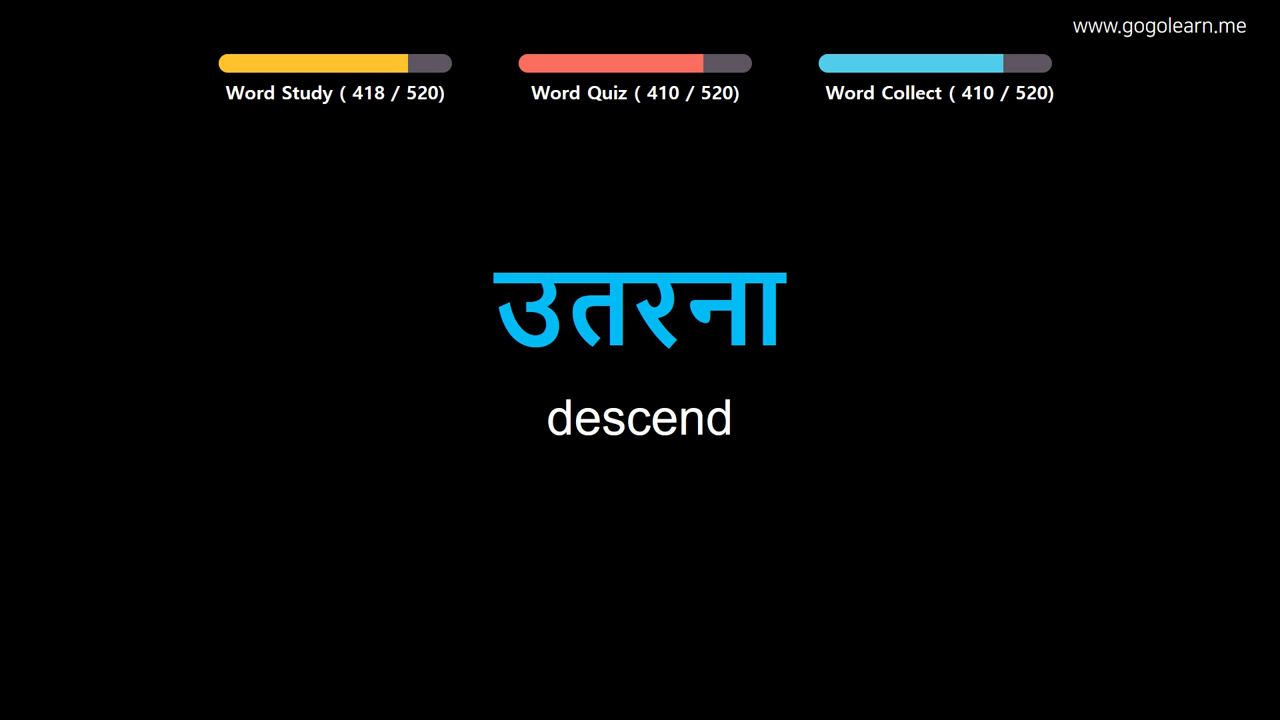 www.gogolearn.me
Word Study ( 418 / 520)
Word Quiz ( 410 / 520)
Word Collect ( 410 / 520)
उतरना
descend